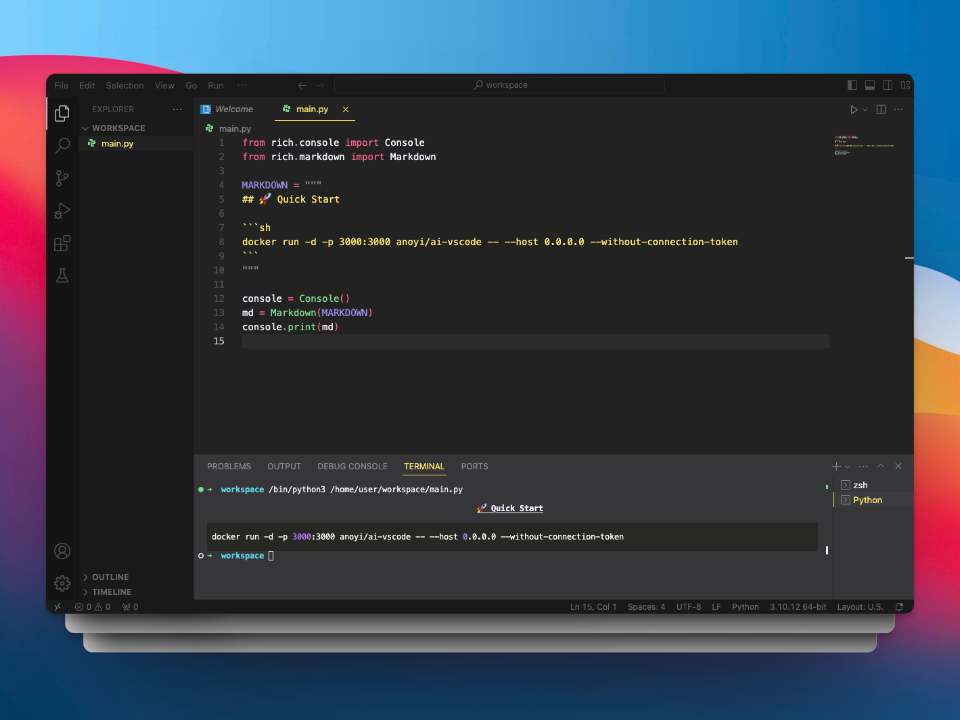 File Edit Selection View Go Run ···
workspace
EXPLORER ···
Welcome
main.py
WORKSPACE
main.py
main.py
1 from rich.console import Console
2 from rich.markdown import Markdown
3
4 MARKDOWN = """
5 ## 🚀 Quick Start
6
7 ```sh
8 docker run -d -p 3000:3000 anoyi/ai-vscode -- --host 0.0.0.0 --without-connection-token
9 ```
10 """
11
12 console = Console()
13 md = Markdown(MARKDOWN)
14 console.print(md)
15
PROBLEMS OUTPUT DEBUG CONSOLE TERMINAL PORTS
→ workspace /bin/python3 /home/user/workspace/main.py
🚀 Quick Start
docker run -d -p 3000:3000 anoyi/ai-vscode -- --host 0.0.0.0 --without-connection-token
→ workspace
zsh
Python
OUTLINE
TIMELINE
0 0 0
Ln 15, Col 1 Spaces: 4 UTF-8 LF Python 3.10.12 64-bit Layout: U.S.